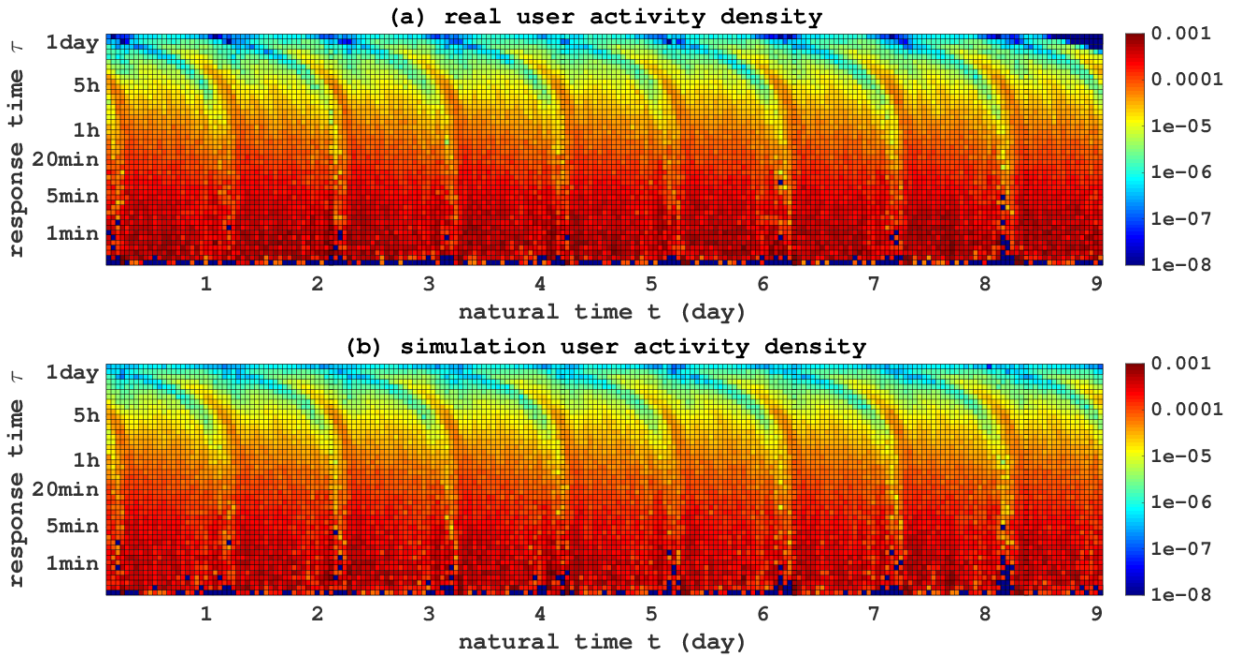 (a) real user activity density
response time τ
1day
5h
1h
20min
5min
1min
1 2 3 4 5 6 7 8 9
natural time t (day)
0.001
0.0001
1e-05
1e-06
1e-07
1e-08
(b) simulation user activity density
response time τ
1day
5h
1h
20min
5min
1min
1 2 3 4 5 6 7 8 9
natural time t (day)
0.001
0.0001
1e-05
1e-06
1e-07
1e-08